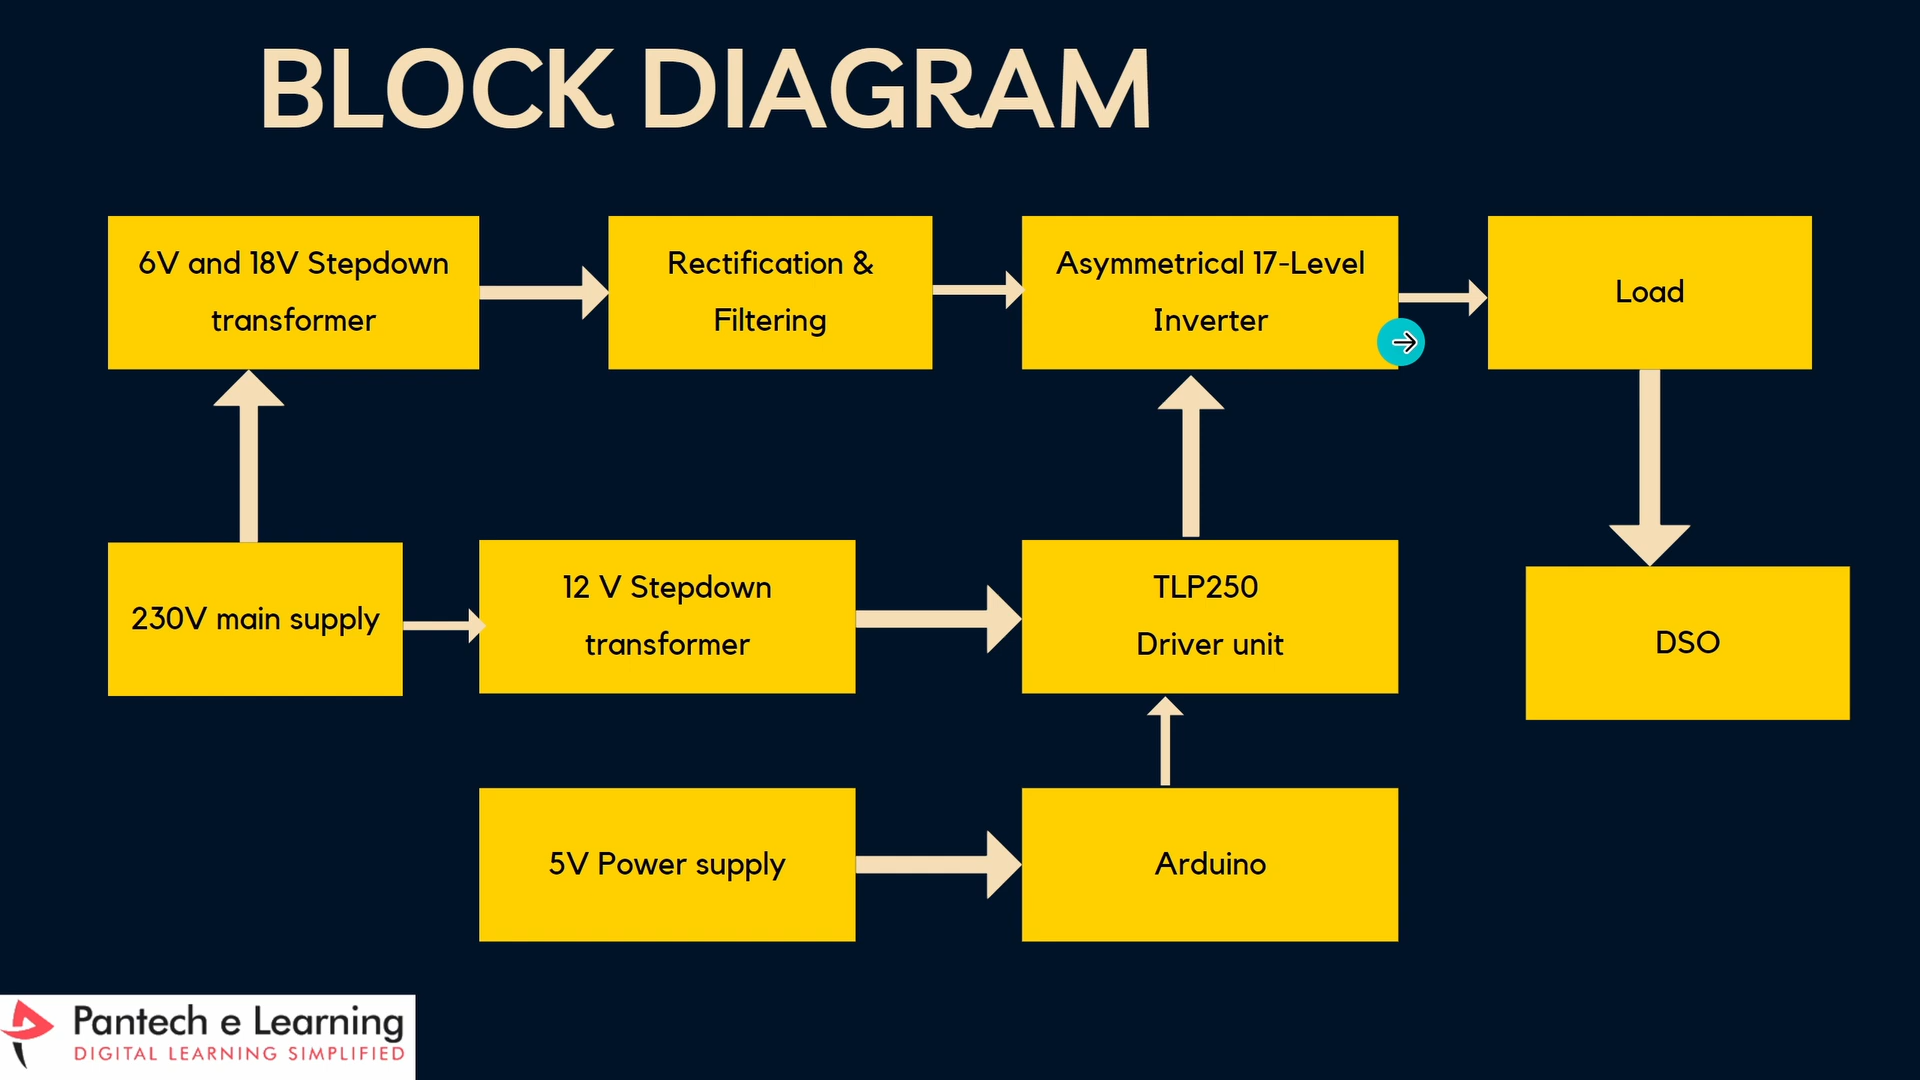 BLOCK DIAGRAM
6V and 18V Stepdown
transformer
Rectification &
Filtering
Asymmetrical 17-Level
Inverter
Load
230V main supply
12 V Stepdown
transformer
TLP250
Driver unit
DSO
5V Power supply
Arduino
Pantech e Learning
DIGITAL LEARNING SIMPLIFIED